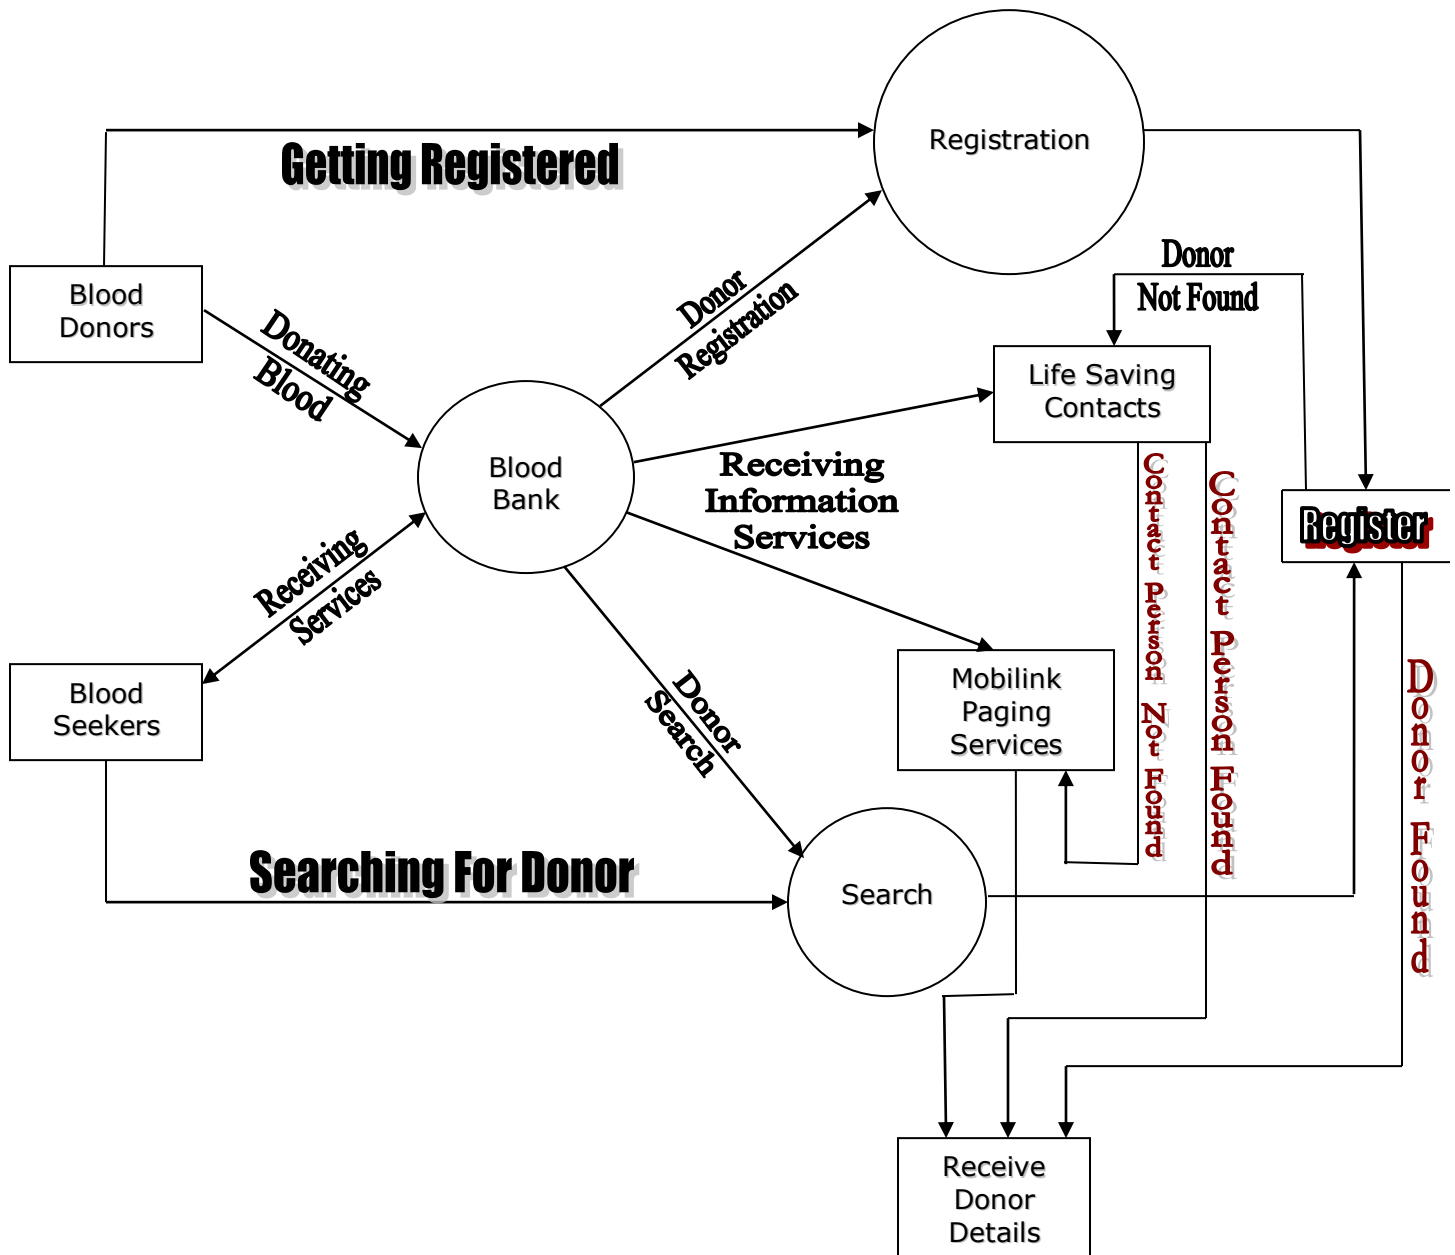 Registration
Getting Registered
Donor
Not Found
Blood
Donors
Donating
Blood
Donor
Registration
Life Saving
Contacts
Blood
Bank
Receiving
Information
Services
Contact Person Not Found
Contact Person Found
Register
Receiving
Services
Blood
Seekers
Donor
Search
Mobilink
Paging
Services
Donor Found
Searching For Donor
Search
Receive
Donor
Details